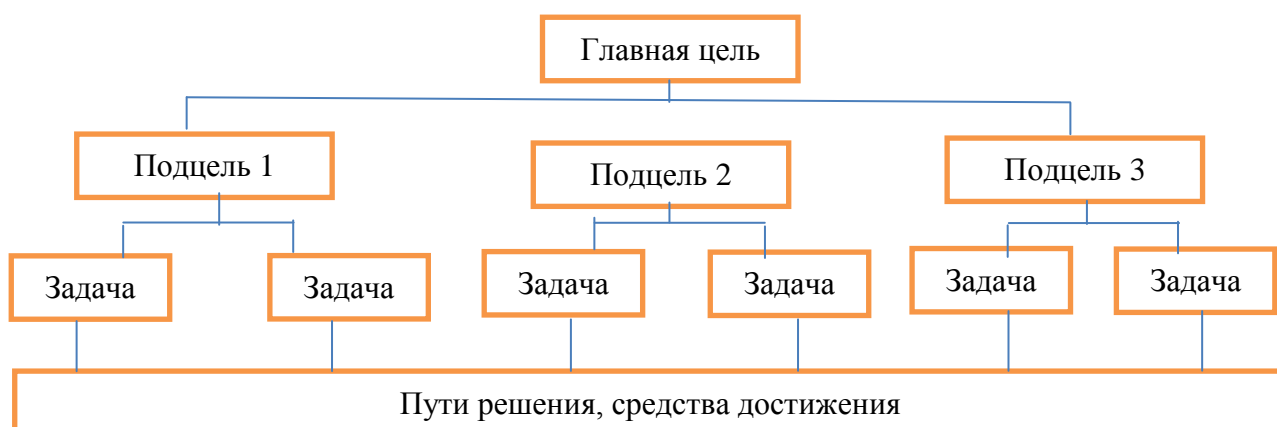 Главная цель
Подцель 1
Подцель 2
Подцель 3
Задача
Задача
Задача
Задача
Задача
Задача
Пути решения, средства достижения